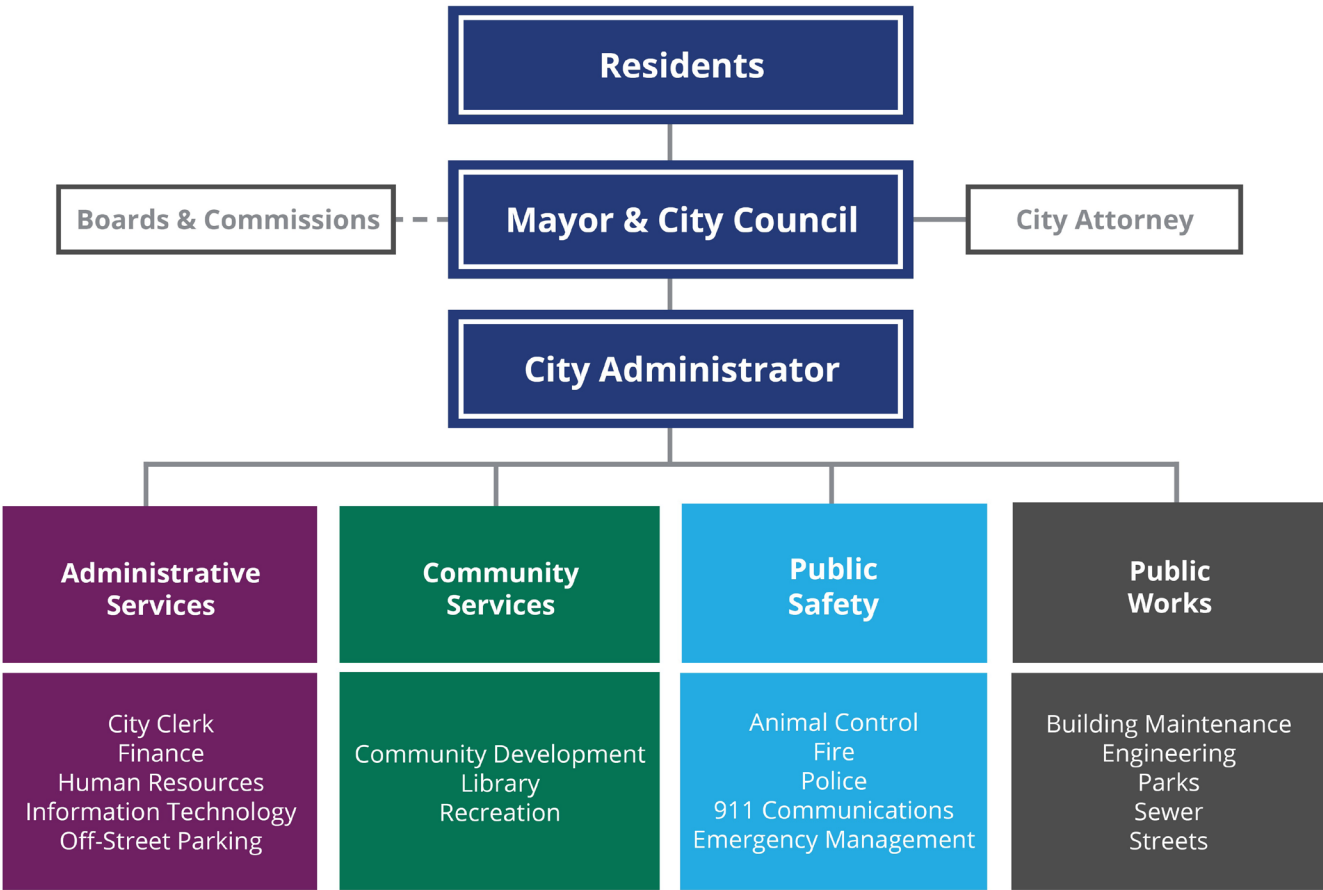 Residents
Boards & Commissions
Mayor & City Council
City Attorney
City Administrator
Administrative
Services
Community
Services
Public
Safety
Public
Works
City Clerk
Finance
Human Resources
Information Technology
Off-Street Parking
Community Development
Library
Recreation
Animal Control
Fire
Police
911 Communications
Emergency Management
Building Maintenance
Engineering
Parks
Sewer
Streets